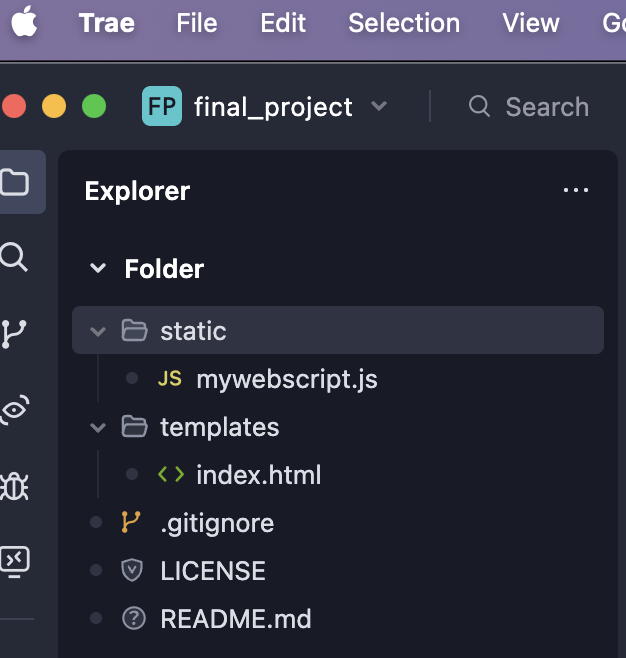 Trae File Edit Selection View Go
FP final_project Search
Explorer
Folder
static
JS mywebscript.js
templates
<> index.html
.gitignore
LICENSE
README.md